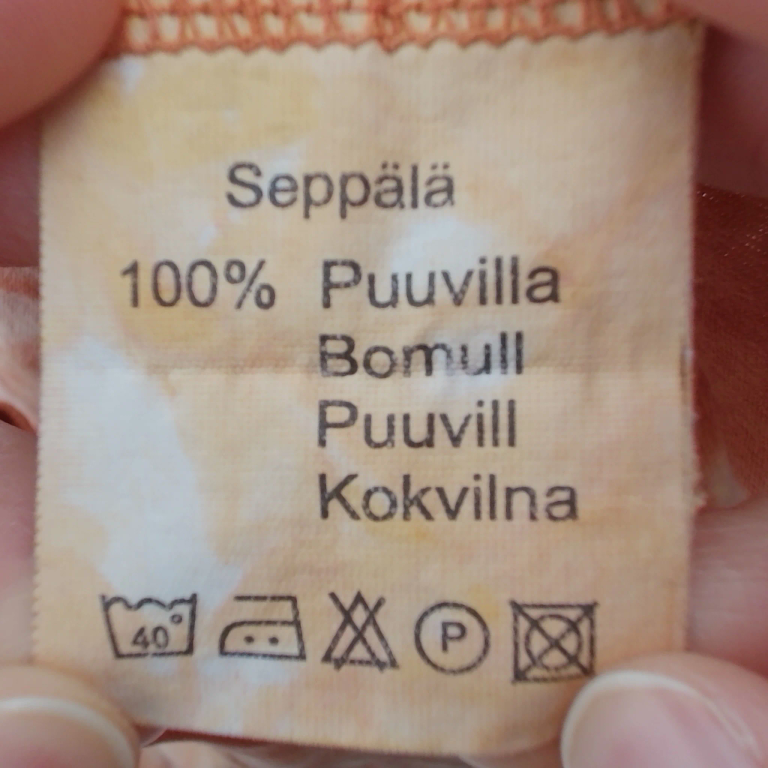 Seppälä
100% Puuvilla
Bomull
Puuvill
Kokvilna
40° P